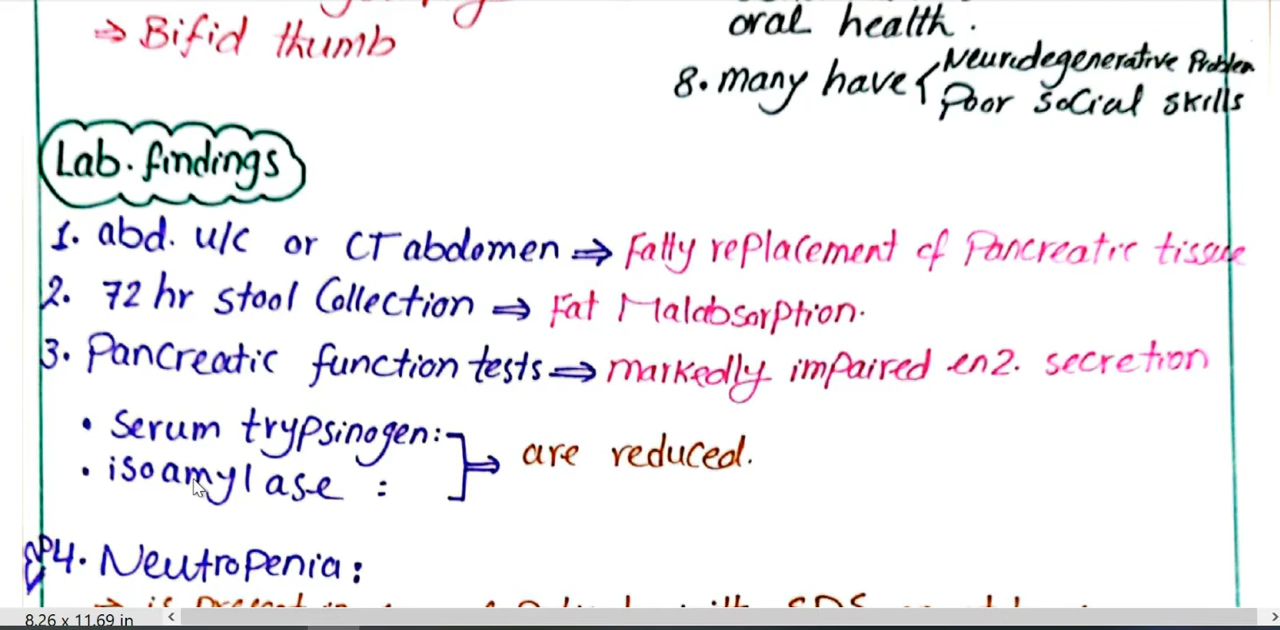 ⇒ Bifid thumb
oral health.
8. many have { Neurodegenerative Problem
Poor social skills
Lab. findings
1. abd. u/c or CT abdomen ⇒ Fatty replacement of Pancreatic tissue
2. 72 hr stool Collection ⇒ Fat Malabsorption.
3. Pancreatic function tests ⇒ markedly impaired enz. secretion
• Serum trypsinogen:
• isoamylase :
⇒ are reduced.
4. Neutropenia:
8.26 x 11.69 in